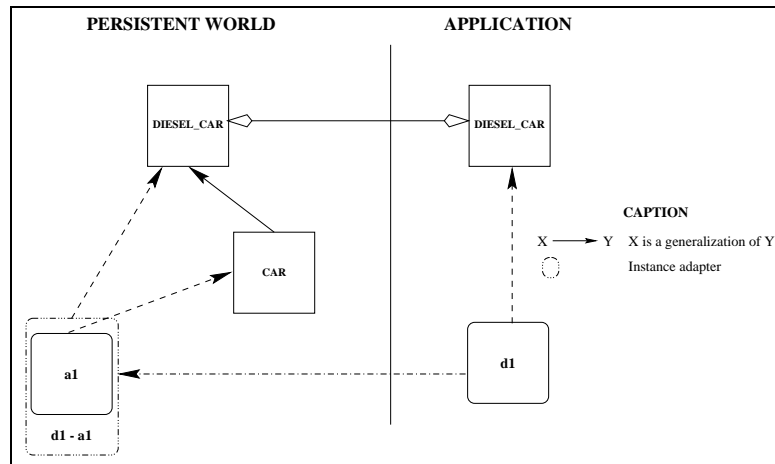 PERSISTENT WORLD
APPLICATION
DIESEL_CAR
DIESEL_CAR
CAPTION
X Y X is a generalization of Y
Instance adapter
CAR
a1
d1
d1 - a1